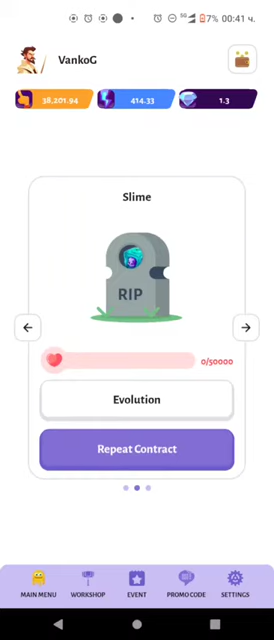 5G 7% 00:41 ч.
VankoG
38,201.94 414.33 1.3
Slime
RIP
0/50000
Evolution
Repeat Contract
MAIN MENU WORKSHOP EVENT PROMO CODE SETTINGS